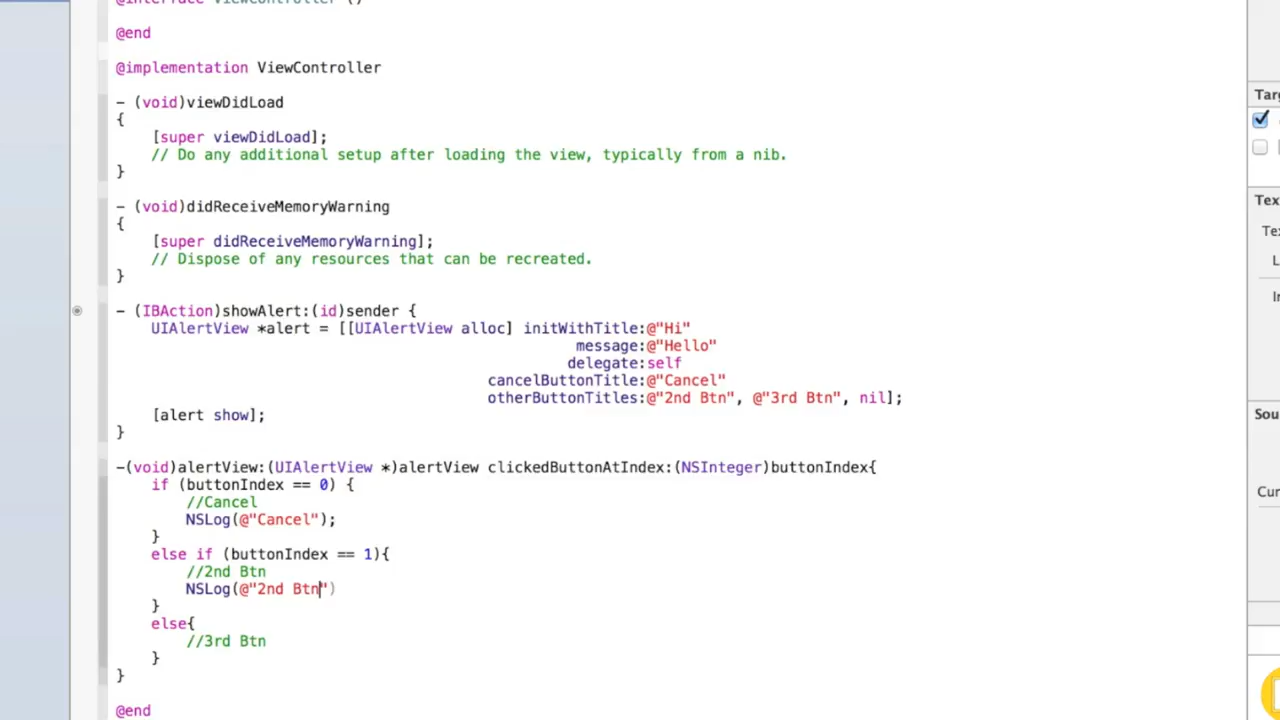 @interface ViewController ()
@end
@implementation ViewController
- (void)viewDidLoad
{
[super viewDidLoad];
// Do any additional setup after loading the view, typically from a nib.
}
- (void)didReceiveMemoryWarning
{
[super didReceiveMemoryWarning];
// Dispose of any resources that can be recreated.
}
- (IBAction)showAlert:(id)sender {
UIAlertView *alert = [[UIAlertView alloc] initWithTitle:@"Hi"
message:@"Hello"
delegate:self
cancelButtonTitle:@"Cancel"
otherButtonTitles:@"2nd Btn", @"3rd Btn", nil];
[alert show];
}
-(void)alertView:(UIAlertView *)alertView clickedButtonAtIndex:(NSInteger)buttonIndex{
if (buttonIndex == 0) {
//Cancel
NSLog(@"Cancel");
}
else if (buttonIndex == 1){
//2nd Btn
NSLog(@"2nd Btn")
}
else{
//3rd Btn
}
}
@end